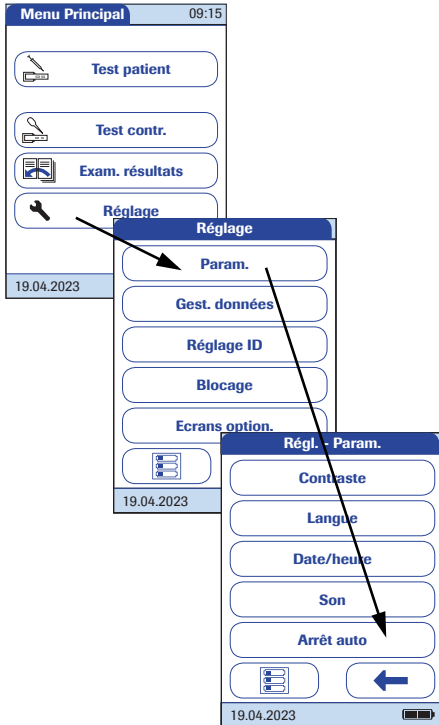 Menu Principal 09:15
Test patient
Test contr.
Exam. résultats
Réglage
19.04.2023
Réglage
Param.
Gest. données
Réglage ID
Blocage
Ecrans option.
19.04.2023
Régl. - Param.
Contraste
Langue
Date/heure
Son
Arrêt auto
19.04.2023